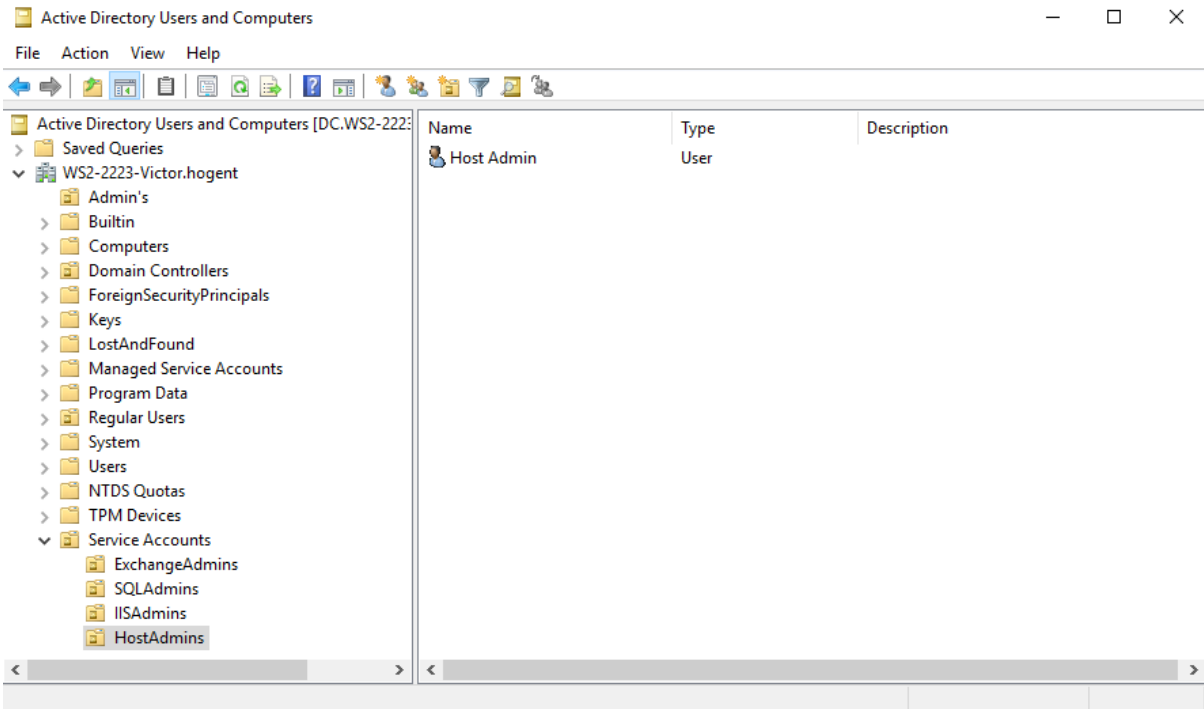 Active Directory Users and Computers
File Action View Help
Active Directory Users and Computers [DC.WS2-2223
Saved Queries
WS2-2223-Victor.hogent
Admin's
Builtin
Computers
Domain Controllers
ForeignSecurityPrincipals
Keys
LostAndFound
Managed Service Accounts
Program Data
Regular Users
System
Users
NTDS Quotas
TPM Devices
Service Accounts
ExchangeAdmins
SQLAdmins
IISAdmins
HostAdmins
Name Type Description
Host Admin User